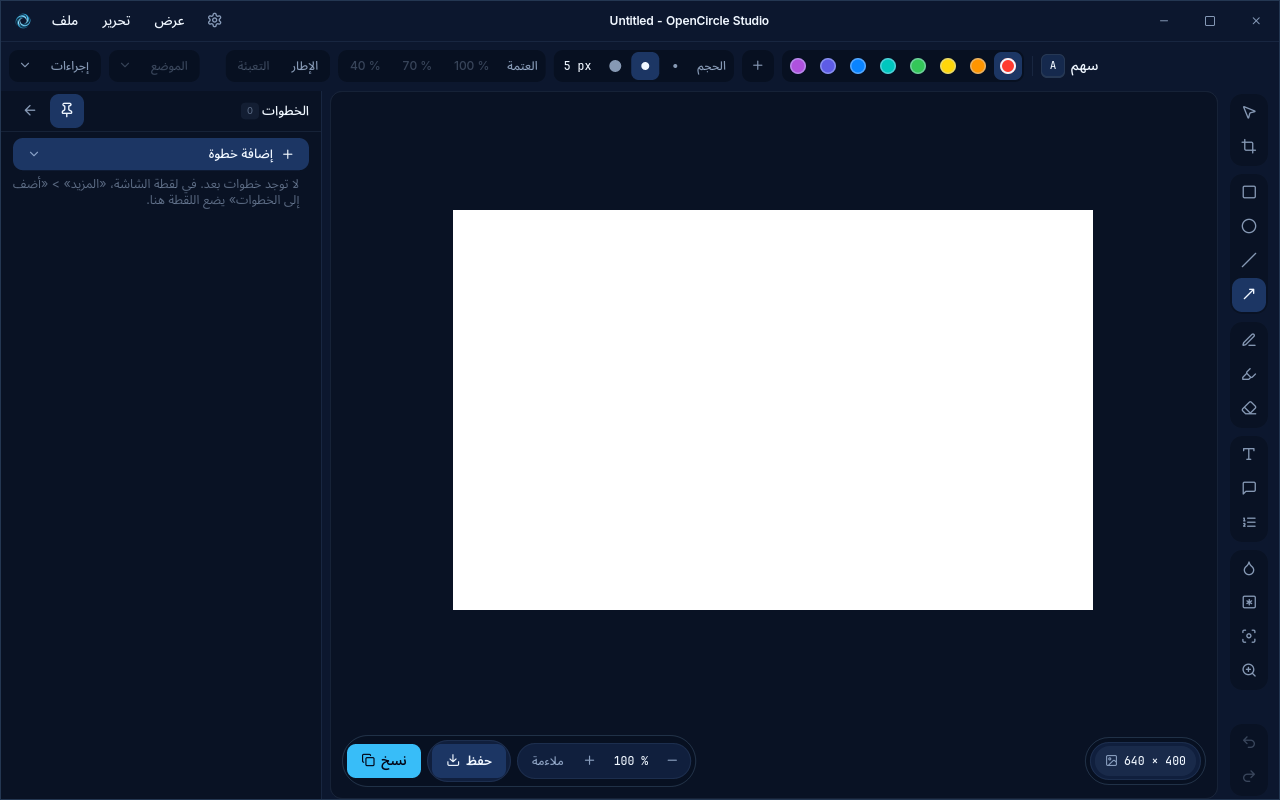 ملف تحرير عرض
Untitled - OpenCircle Studio
سهم A
الحجم
5 px
العتمة 100 % 70 % 40 %
الإطار التعبئة
الموضع
إجراءات
الخطوات 0
إضافة خطوة
لا توجد خطوات بعد. في لقطة الشاشة، «المزيد» > «أضف
إلى الخطوات» يضع اللقطة هنا.
نسخ
حفظ
ملاءمة
100 %
640 × 400